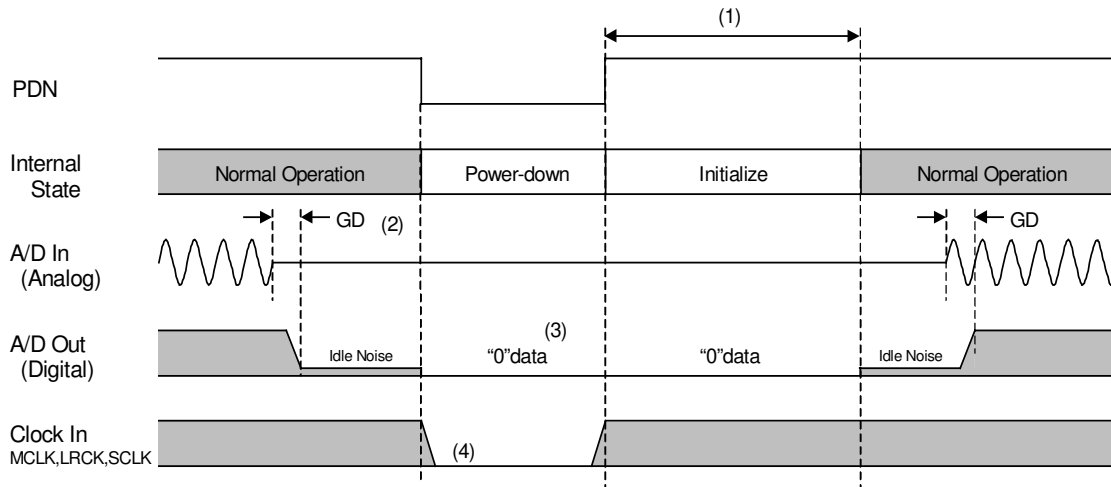 (1)
PDN
Internal
State
Normal Operation
Power-down
Initialize
Normal Operation
GD
(2)
GD
A/D In
(Analog)
A/D Out
(Digital)
Idle Noise
(3)
“0”data
“0”data
Idle Noise
Clock In
MCLK,LRCK,SCLK
(4)